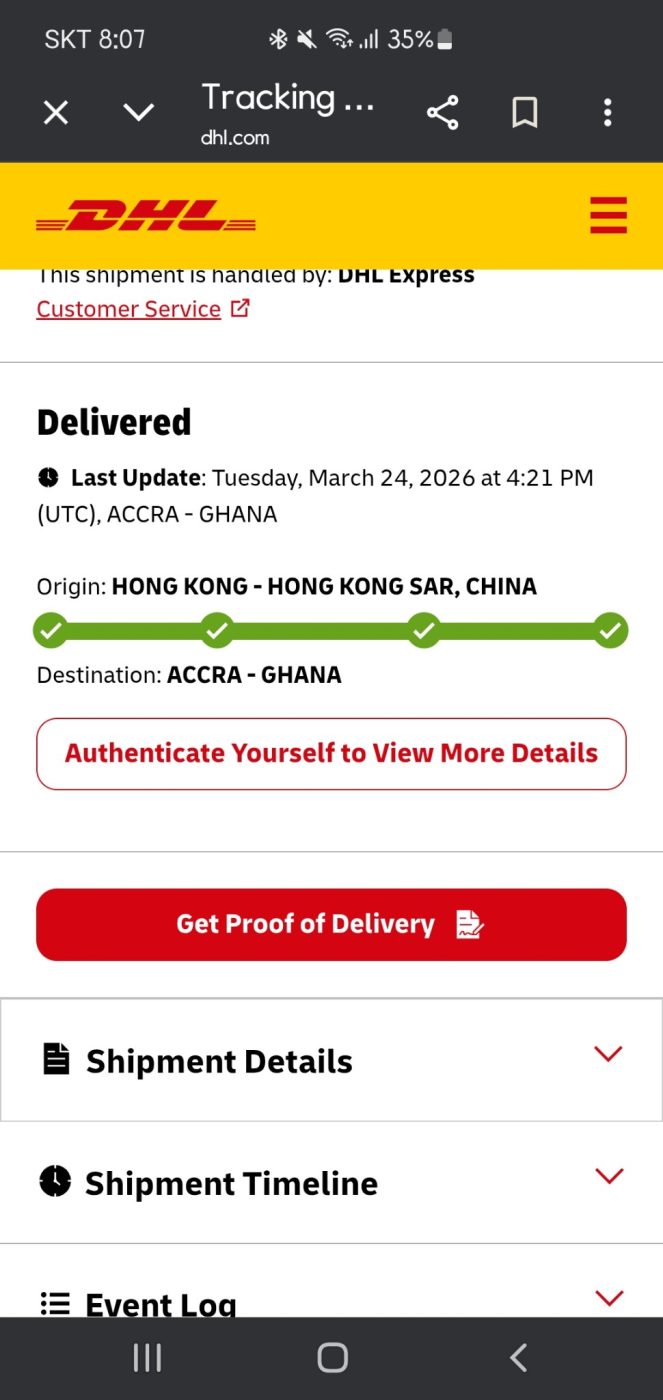 SKT 8:07 35%
Tracking ...
dhl.com
DHL
This shipment is handled by: DHL Express
Customer Service
Delivered
Last Update: Tuesday, March 24, 2026 at 4:21 PM
(UTC), ACCRA - GHANA
Origin: HONG KONG - HONG KONG SAR, CHINA
Destination: ACCRA - GHANA
Authenticate Yourself to View More Details
Get Proof of Delivery
Shipment Details
Shipment Timeline
Event Log